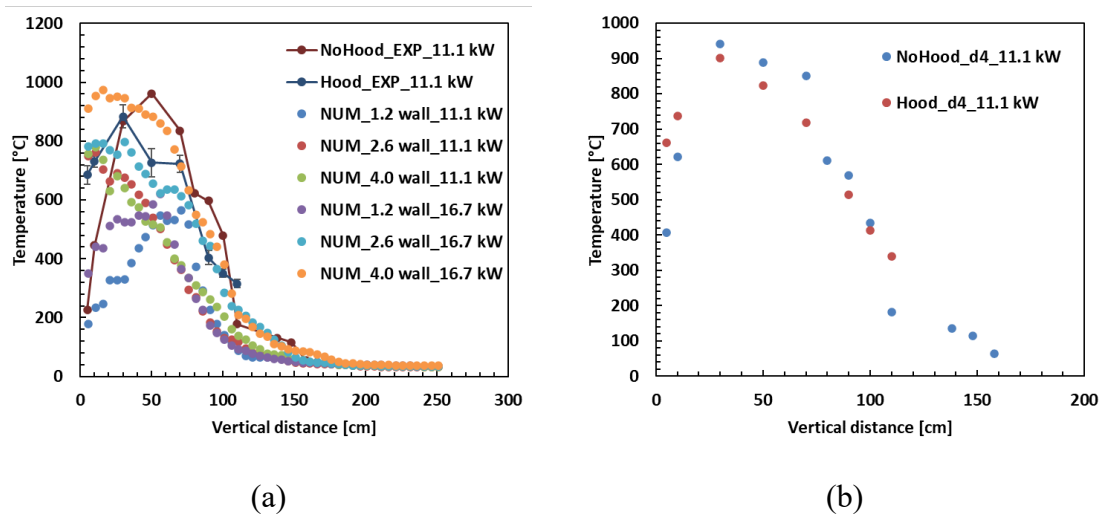 1200
1000
800
600
400
200
0
Temperature [°C]
NoHood_EXP_11.1 kW
Hood_EXP_11.1 kW
NUM_1.2 wall_11.1 kW
NUM_2.6 wall_11.1 kW
NUM_4.0 wall_11.1 kW
NUM_1.2 wall_16.7 kW
NUM_2.6 wall_16.7 kW
NUM_4.0 wall_16.7 kW
0 50 100 150 200 250 300
Vertical distance [cm]
(a)
1000
900
800
700
600
500
400
300
200
100
0
Temperature [°C]
NoHood_d4_11.1 kW
Hood_d4_11.1 kW
0 50 100 150 200
Vertical distance [cm]
(b)